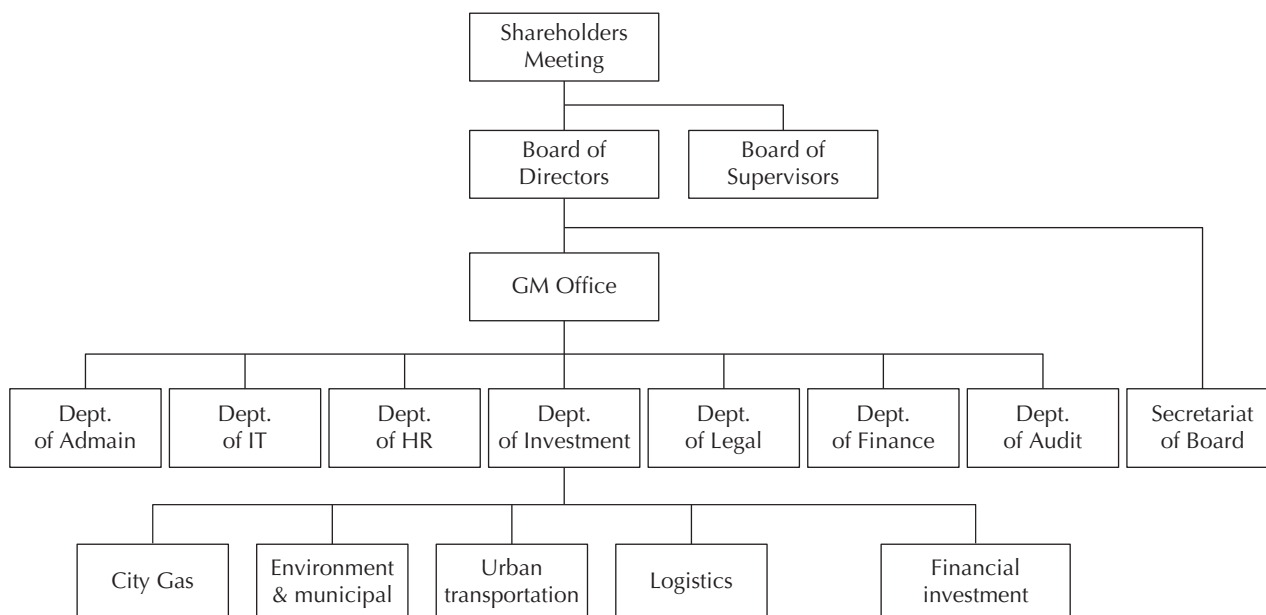 Shareholders
Meeting
Board of
Directors
Board of
Supervisors
GM Office
Dept.
of Admain
Dept.
of IT
Dept.
of HR
Dept.
of Investment
Dept.
of Legal
Dept.
of Finance
Dept.
of Audit
Secretariat
of Board
City Gas
Environment
& municipal
Urban
transportation
Logistics
Financial
investment